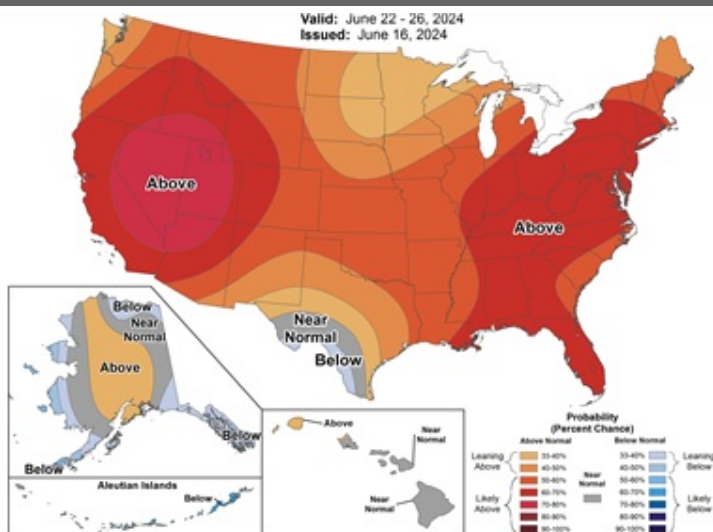 Valid: June 22 - 26, 2024
Issued: June 16, 2024
Above
Above
Near
Normal
Below
Below
Near
Normal
Above
Below
Below
Aleutian Islands
Below
Above
Near
Normal
Near
Normal
Probability
(Percent Chance)
Above Normal
Below Normal
Leaning
Above
33-40%
40-50%
50-60%
Likely
Above
60-70%
70-80%
80-90%
90-100%
Near
Normal
33-40%
40-50%
50-60%
60-70%
70-80%
80-90%
90-100%
Leaning
Below
Likely
Below